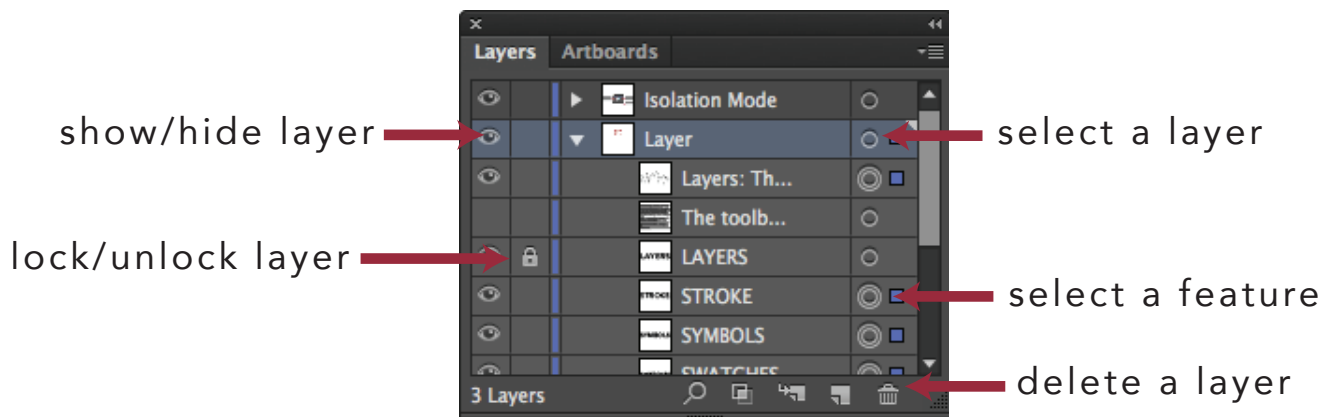 Layers Artboards
Isolation Mode
show/hide layer
Layer
select a layer
Layers: Th...
The toolb...
lock/unlock layer
LAYERS
STROKE
select a feature
SYMBOLS
SWATCHES
3 Layers
delete a layer